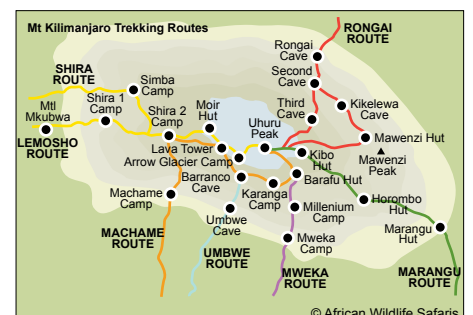 Mt Kilimanjaro Trekking Routes
RONGAI
ROUTE
Rongai
Cave
SHIRA
ROUTE
Simba
Camp
Second
Cave
Mtl
Mkubwa
Shira 1
Camp
Shira 2
Camp
Moir
Hut
Uhuru
Peak
Third
Cave
Kikelewa
Cave
LEMOSHO
ROUTE
Lava Tower
Arrow Glacier Camp
Mawenzi Hut
Kibo
Hut
Mawenzi
Peak
Barranco
Cave
Barafu Hut
Machame
Camp
Karanga
Camp
Horombo
Hut
Umbwe
Cave
Millenium
Camp
Marangu
Hut
MACHAME
ROUTE
Mweka
Camp
UMBWE
ROUTE
MWEKA
ROUTE
MARANGU
ROUTE
© African Wildlife Safaris